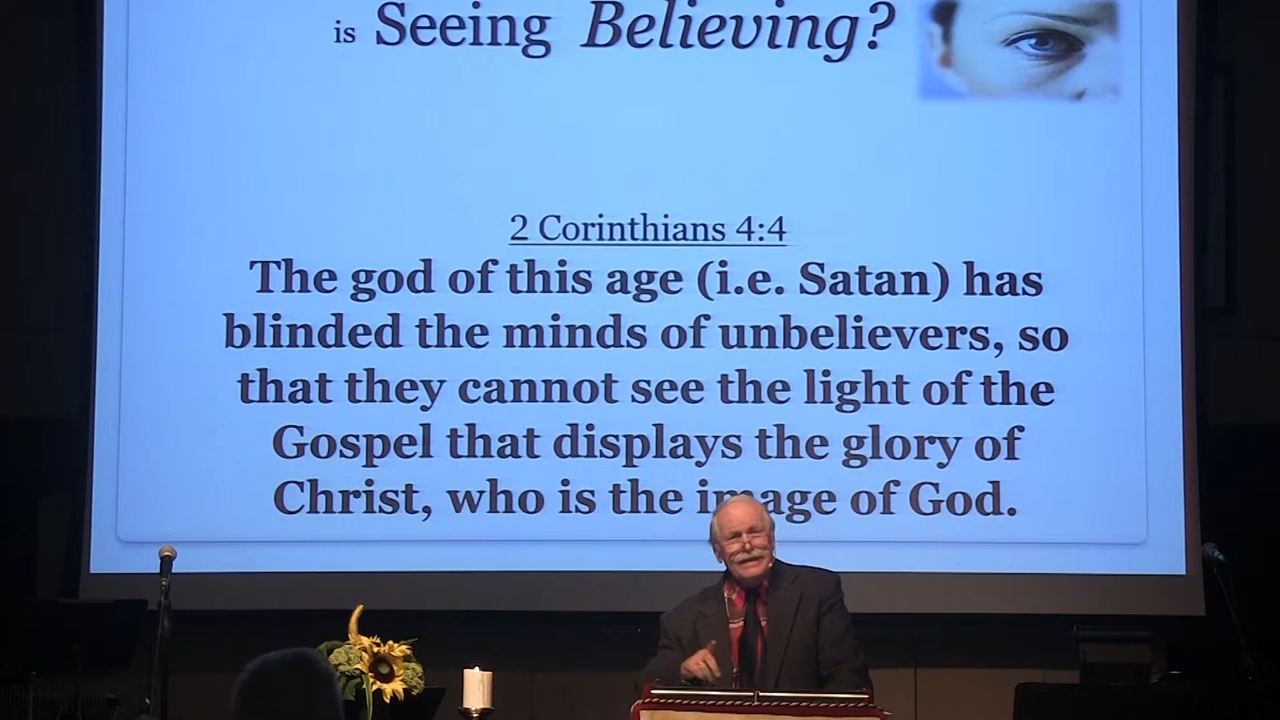 is Seeing Believing?
2 Corinthians 4:4
The god of this age (i.e. Satan) has
blinded the minds of unbelievers, so
that they cannot see the light of the
Gospel that displays the glory of
Christ, who is the image of God.